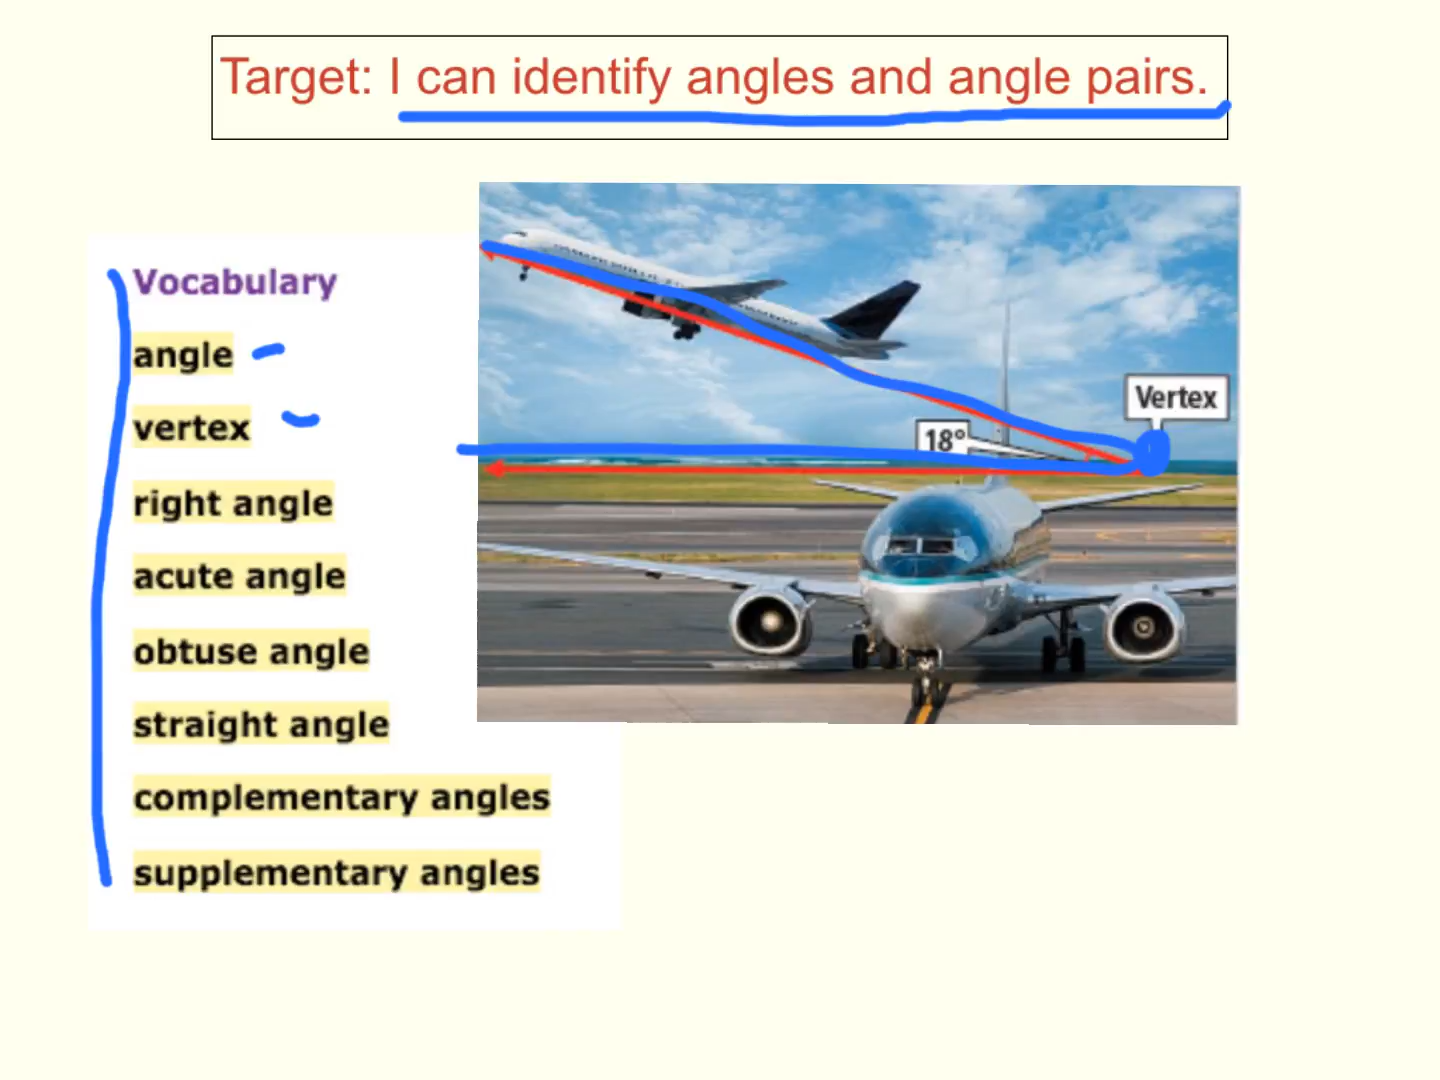 Target: I can identify angles and angle pairs.
Vocabulary
angle
vertex
right angle
acute angle
obtuse angle
straight angle
complementary angles
supplementary angles
Vertex
18°